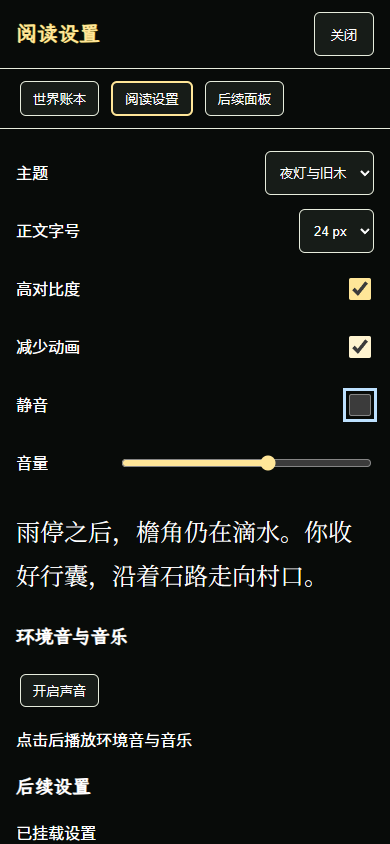 阅读设置
关闭
世界账本
阅读设置
后续面板
主题
夜灯与旧木
正文字号
24 px
高对比度
减少动画
静音
音量
雨停之后，檐角仍在滴水。你收
好行囊，沿着石路走向村口。
环境音与音乐
开启声音
点击后播放环境音与音乐
后续设置
已挂载设置